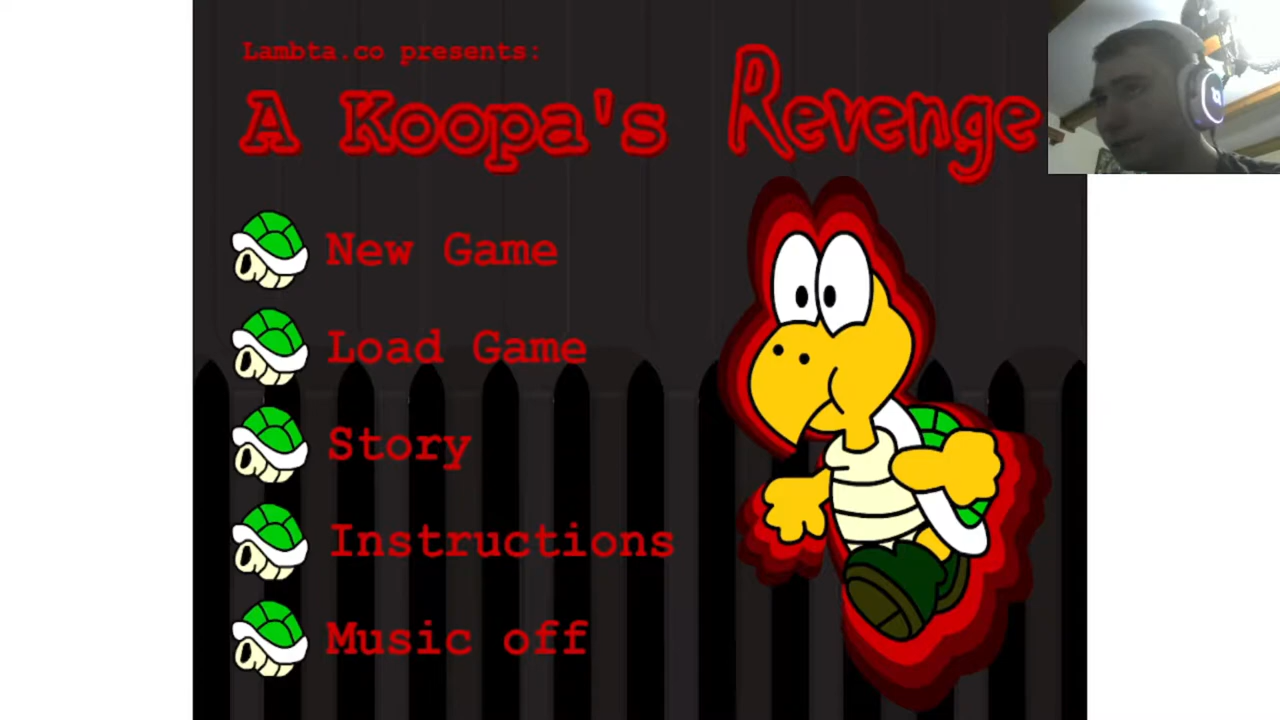 Lambta.co presents:
A Koopa's Revenge
New Game
Load Game
Story
Instructions
Music off